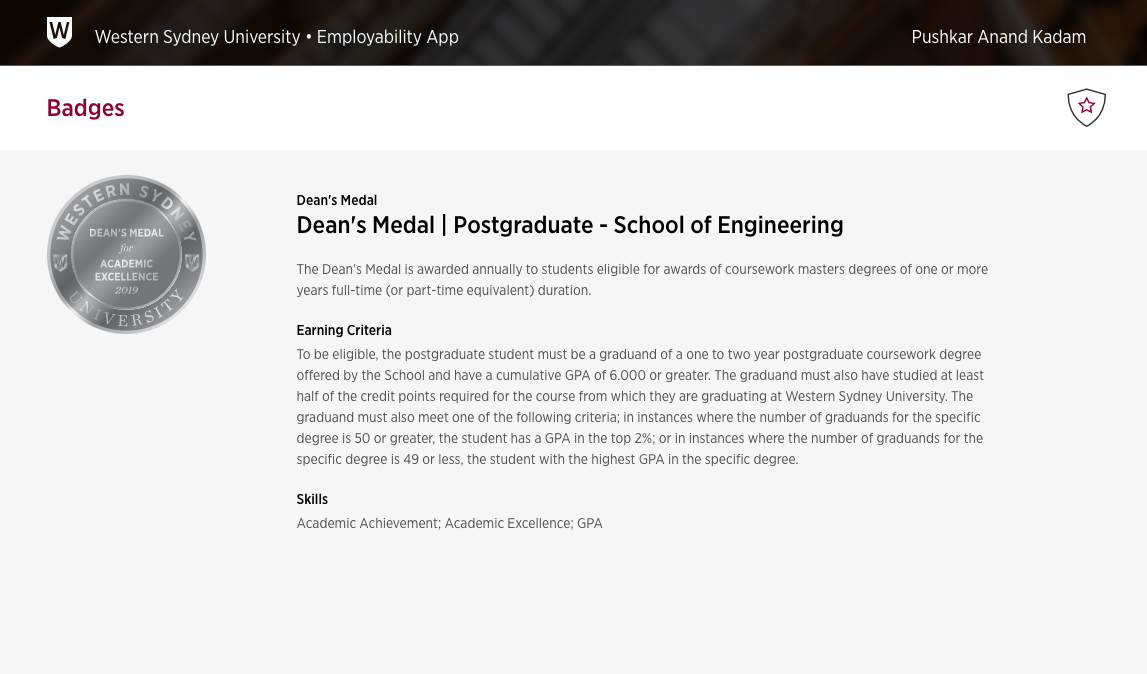 W
Western Sydney University • Employability App
Pushkar Anand Kadam
Badges
WESTERN SYDNEY
DEAN'S MEDAL
for
ACADEMIC
EXCELLENCE
2019
UNIVERSITY
Dean's Medal
Dean's Medal | Postgraduate - School of Engineering
The Dean's Medal is awarded annually to students eligible for awards of coursework masters degrees of one or more
years full-time (or part-time equivalent) duration.
Earning Criteria
To be eligible, the postgraduate student must be a graduand of a one to two year postgraduate coursework degree
offered by the School and have a cumulative GPA of 6.000 or greater. The graduand must also have studied at least
half of the credit points required for the course from which they are graduating at Western Sydney University. The
graduand must also meet one of the following criteria; in instances where the number of graduands for the specific
degree is 50 or greater, the student has a GPA in the top 2%; or in instances where the number of graduands for the
specific degree is 49 or less, the student with the highest GPA in the specific degree.
Skills
Academic Achievement; Academic Excellence; GPA